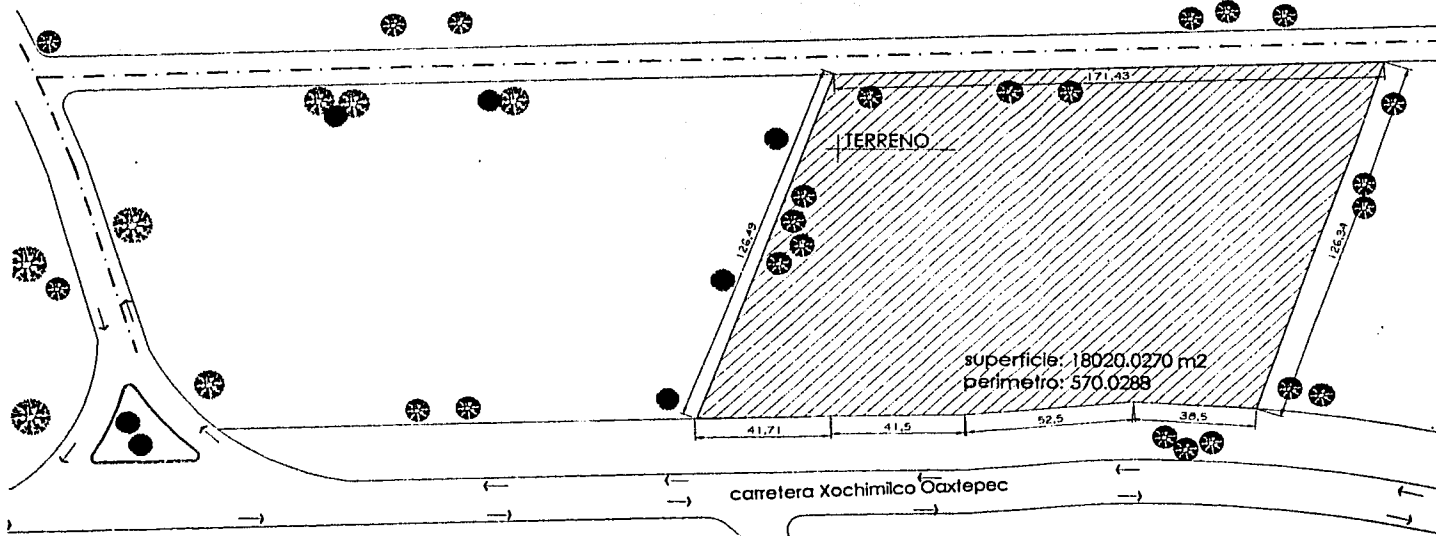 171,43
TERRENO
126,49
126,34
superficie: 18020.0270 m2
perimetro: 570.0288
41,71
41,5
52,5
38,5
carretera Xochimilco Oaxtepec